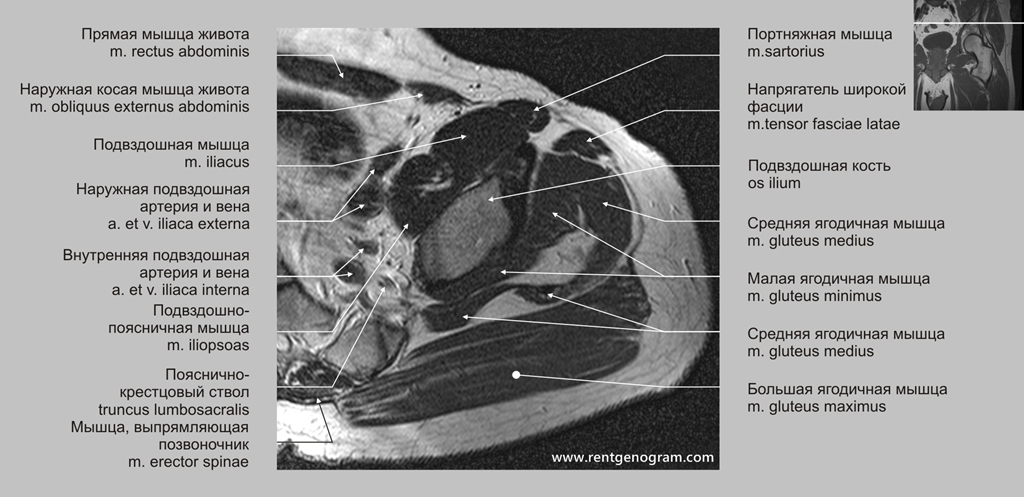 Прямая мышца живота
m. rectus abdominis
Наружная косая мышца живота
m. obliquus externus abdominis
Подвздошная мышца
m. iliacus
Наружная подвздошная
артерия и вена
a. et v. iliaca externa
Внутренняя подвздошная
артерия и вена
a. et v. iliaca interna
Подвздошно-
поясничная мышца
m. iliopsoas
Пояснично-
крестцовый ствол
truncus lumbosacralis
Мышца, выпрямляющая
позвоночник
m. erector spinae
Портняжная мышца
m.sartorius
Напрягатель широкой
фасции
m.tensor fasciae latae
Подвздошная кость
os ilium
Средняя ягодичная мышца
m. gluteus medius
Малая ягодичная мышца
m. gluteus minimus
Средняя ягодичная мышца
m. gluteus medius
Большая ягодичная мышца
m. gluteus maximus
www.rentgenogram.com